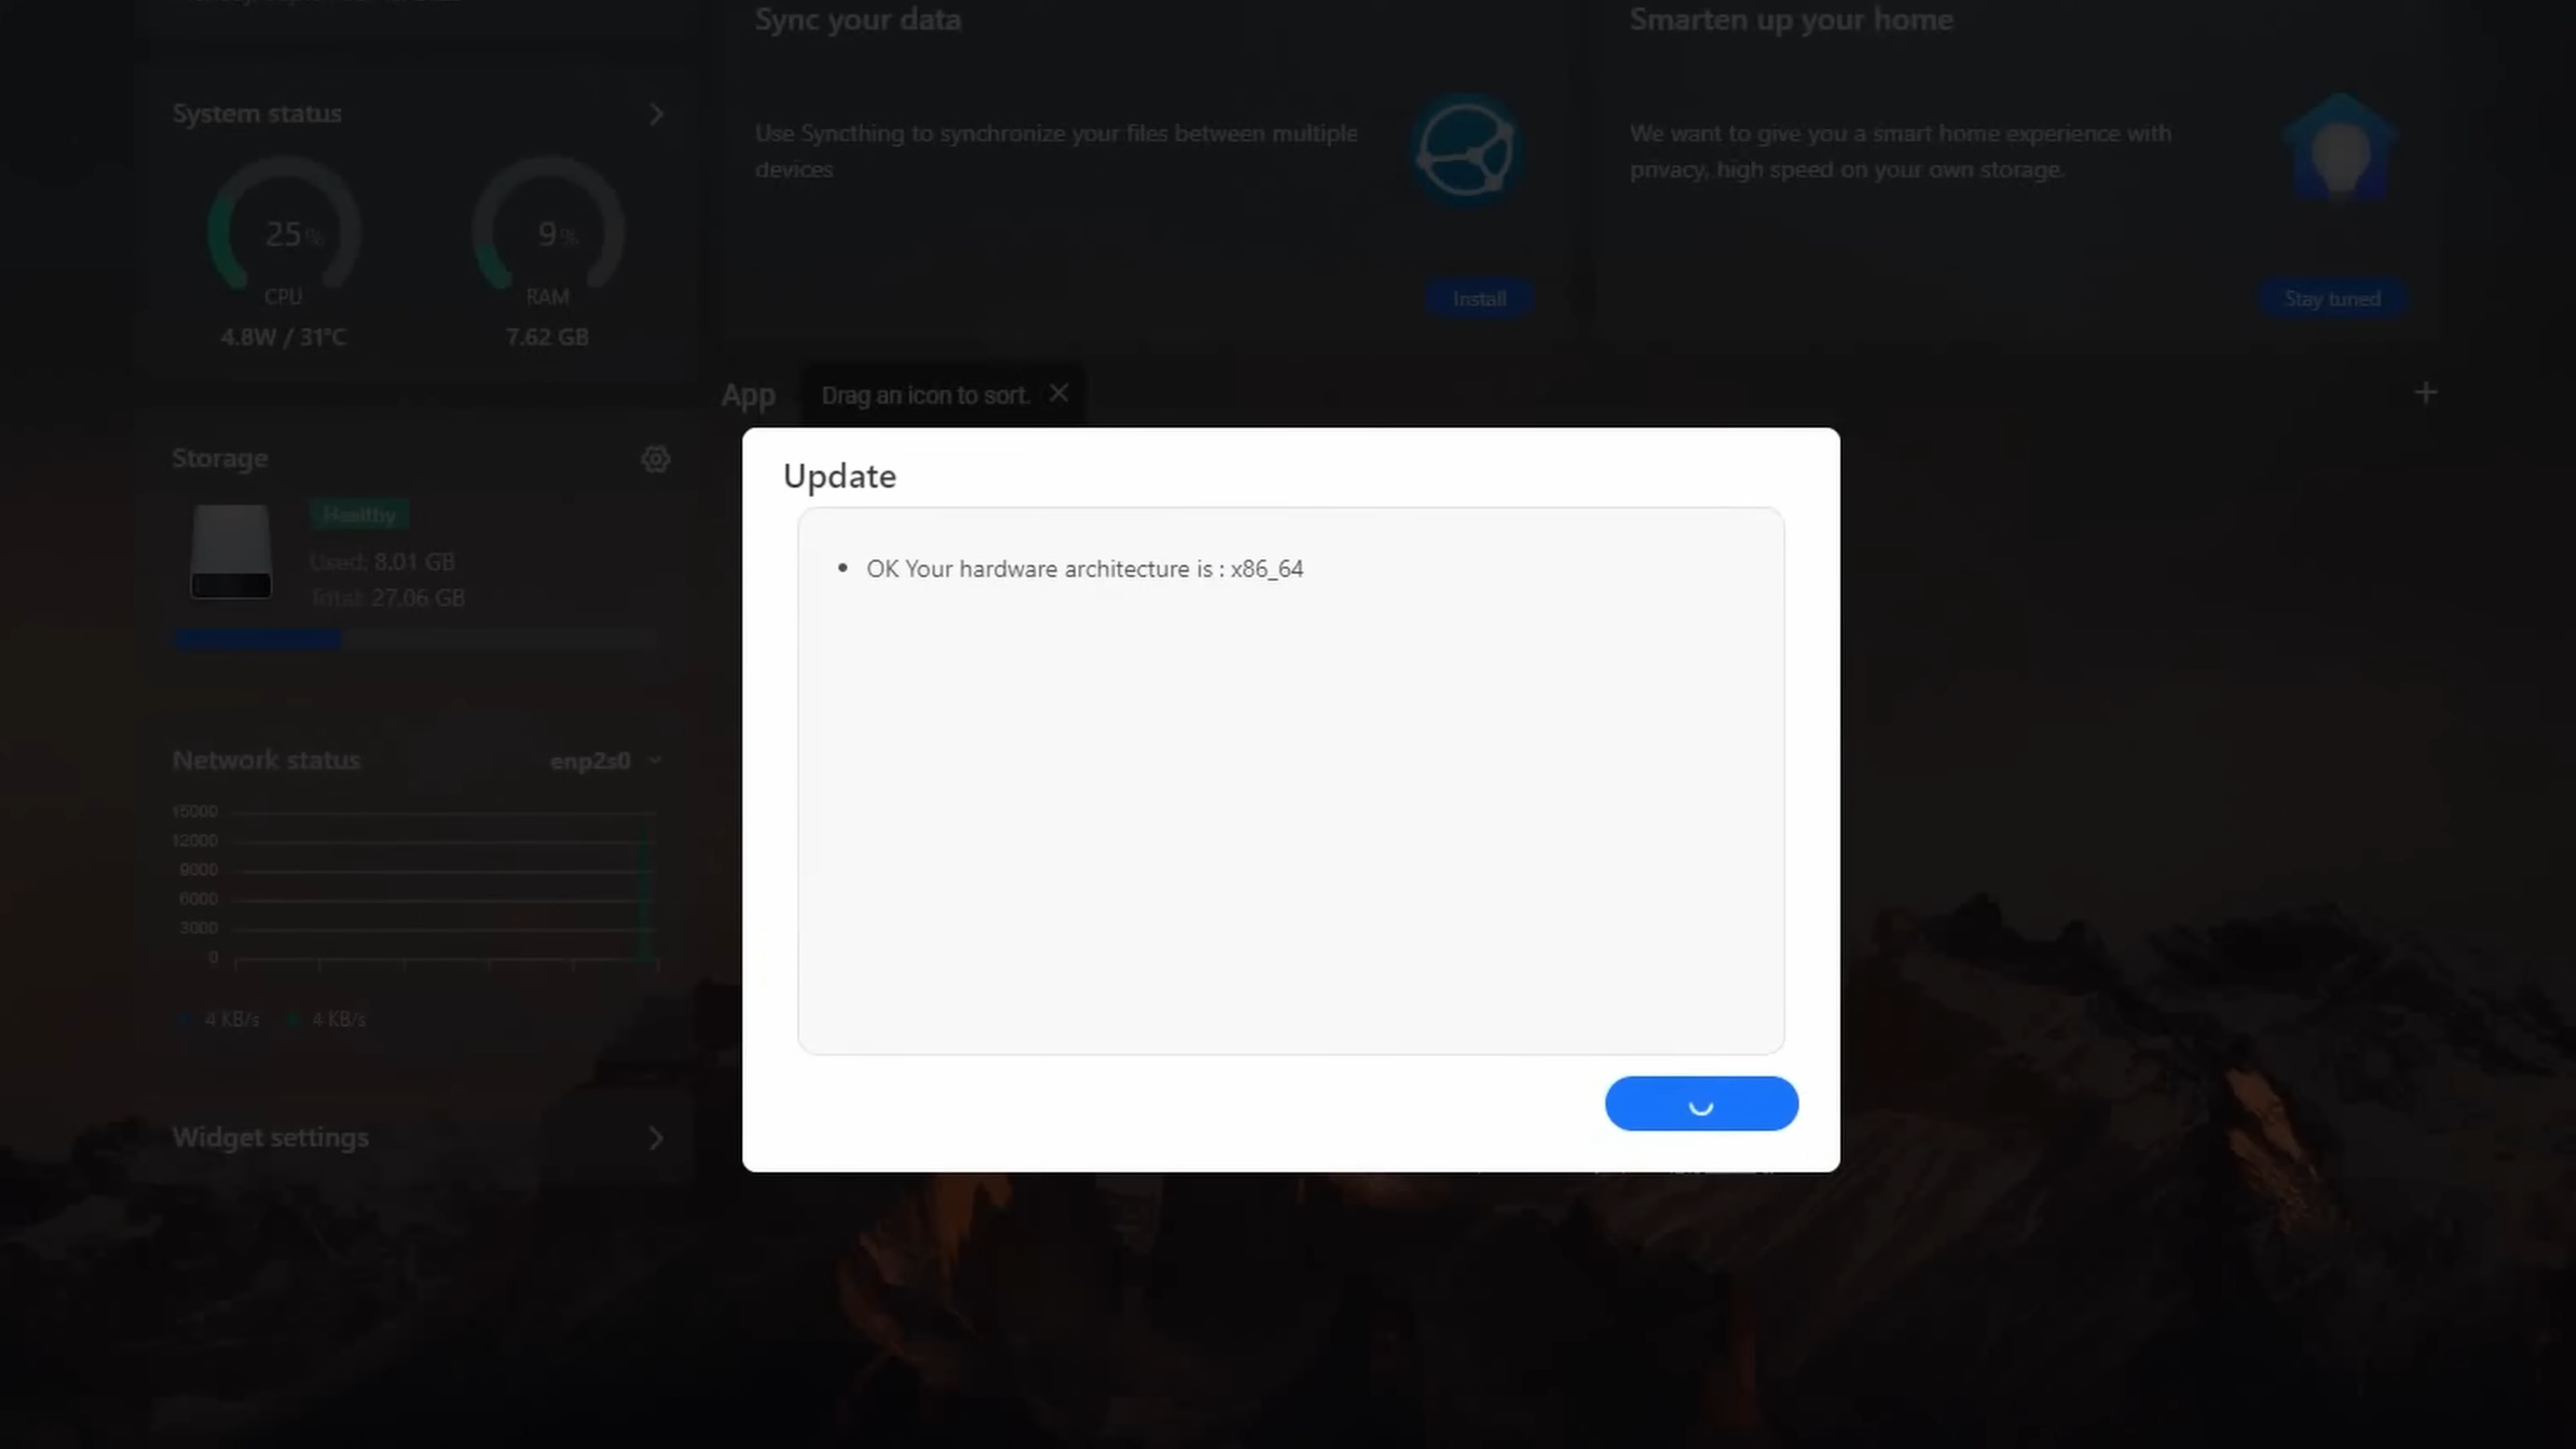 Sync your data
Smarten up your home
System status
Use Syncthing to synchronize your files between multiple
devices
We want to give you a smart home experience with
privacy, high speed on your own storage.
25%
9%
CPU
RAM
4.8W / 31°C
7.62 GB
Install
Stay tuned
App
Drag an icon to sort.
Storage
Healthy
Used: 8.01 GB
Total: 27.06 GB
Update
OK Your hardware architecture is : x86_64
Network status
enp2s0
15000
12000
9000
6000
3000
0
4 KB/s
4 KB/s
Widget settings